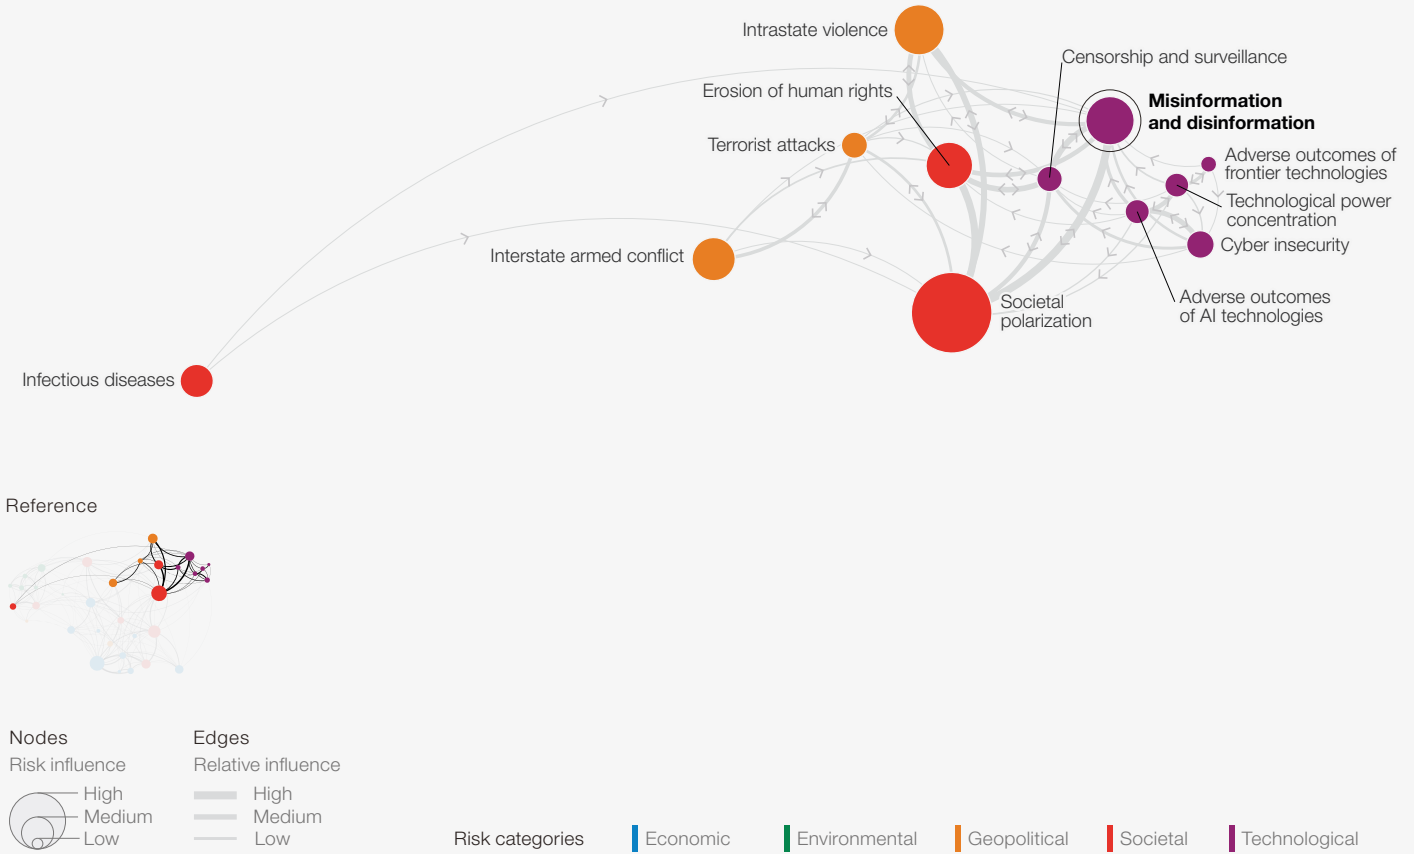 Intrastate violence
Censorship and surveillance
Erosion of human rights
Misinformation
and disinformation
Terrorist attacks
Adverse outcomes of
frontier technologies
Technological power
concentration
Interstate armed conflict
Cyber insecurity
Societal
polarization
Adverse outcomes
of AI technologies
Infectious diseases
Reference
Nodes
Risk influence
High
Medium
Low
Edges
Relative influence
High
Medium
Low
Risk categories
Economic
Environmental
Geopolitical
Societal
Technological